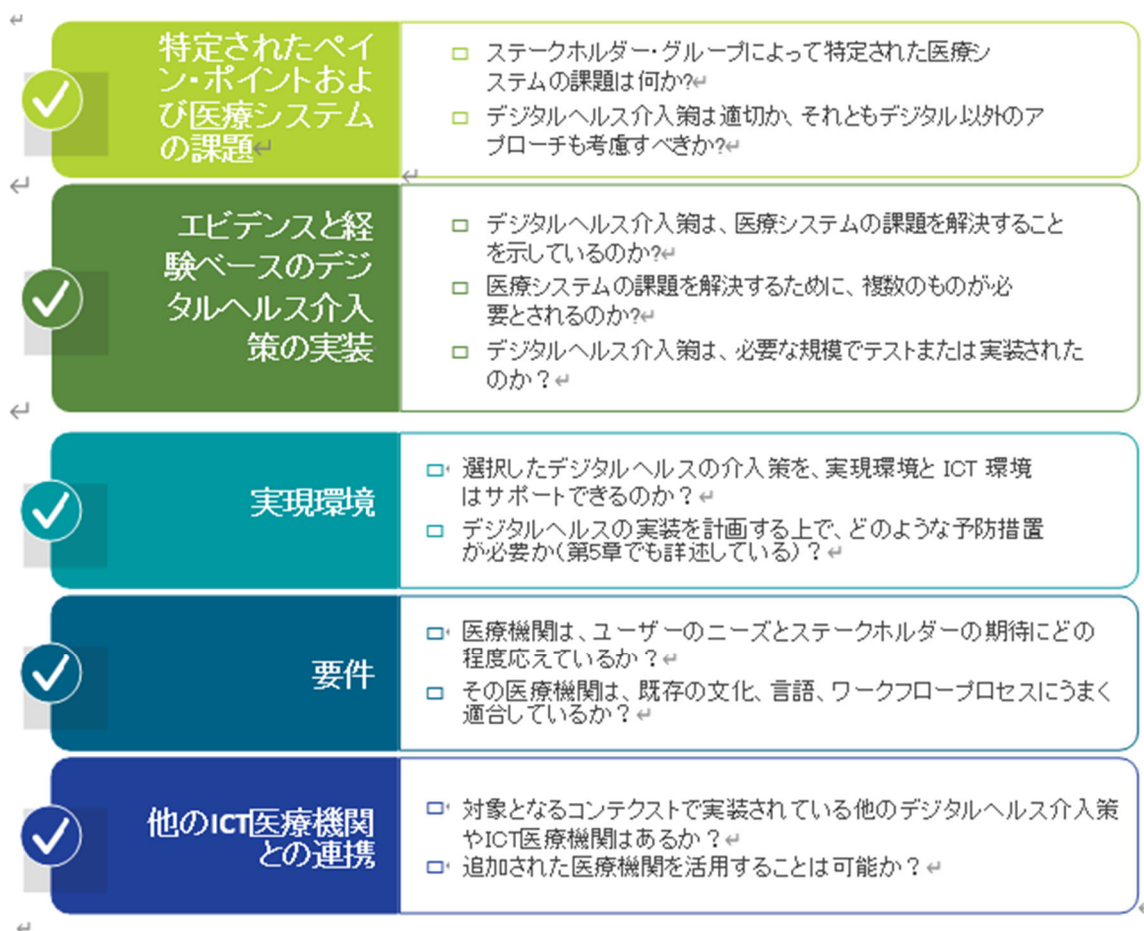 特定されたペイ
ン・ポイントおよ
び医療システム
の課題
□ ステークホルダー・グループによって特定された医療シ
ステムの課題は何か?
□ デジタルヘルス介入策は適切か、それともデジタル以外のア
プローチも考慮すべきか?
エビデンスと経
験ベースのデジ
タルヘルス介入
策の実装
□ デジタルヘルス介入策は、医療システムの課題を解決すること
を示しているのか?
□ 医療システムの課題を解決するために、複数のものが必
要とされるのか?
□ デジタルヘルス介入策は、必要な規模でテストまたは実装された
のか？
実現環境
□ 選択したデジタルヘルスの介入策を、実現環境と ICT 環境
はサポートできるのか？
□ デジタルヘルスの実装を計画する上で、どのような予防措置
が必要か(第5章でも詳述している)？
要件
□ 医療機関は、ユーザーのニーズとステークホルダーの期待にどの
程度応えているか？
□ その医療機関は、既存の文化、言語、ワークフロープロセスにうまく
適合しているか？
他のICT医療機関
との連携
□ 対象となるコンテクストで実装されている他のデジタルヘルス介入策
やICT医療機関はあるか？
□ 追加された医療機関を活用することは可能か？